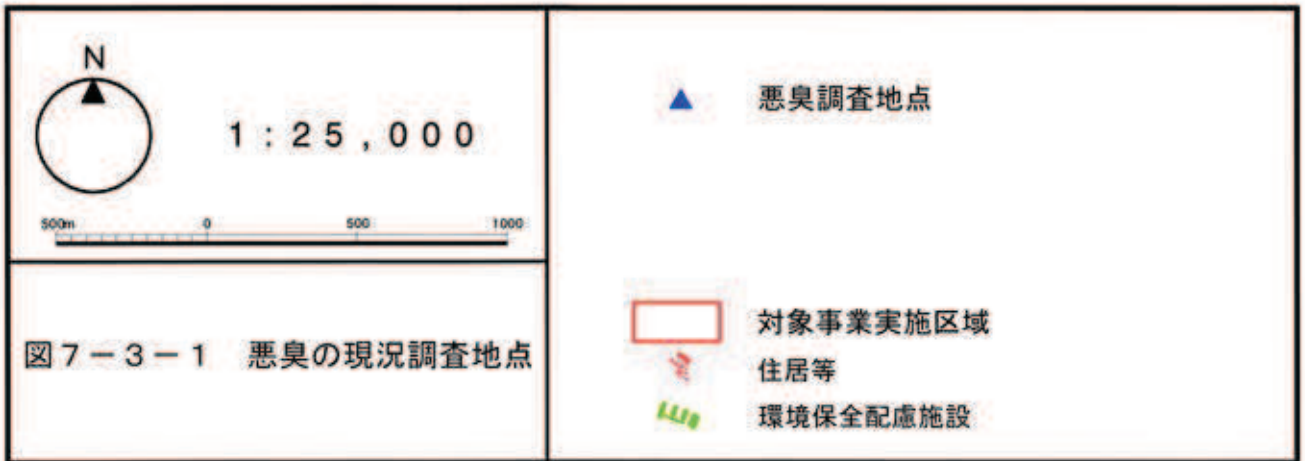 N
1:25,000
500m 0 500 1000
図7-3-1 悪臭の現況調査地点
悪臭調査地点
対象事業実施区域
住居等
環境保全配慮施設